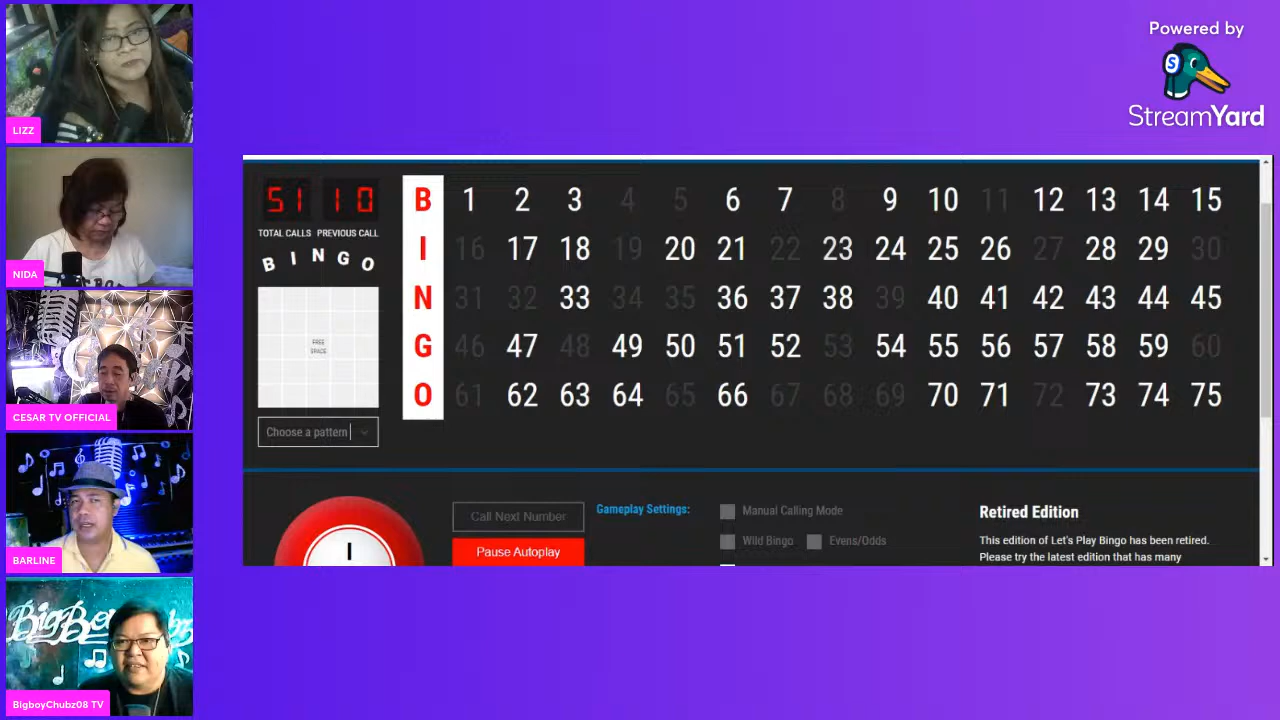 Powered by
S
StreamYard
LIZZ
NIDA
CESAR TV OFFICIAL
BARLINE
BigBo
BigboyChubz08 TV
51 10
TOTAL CALLS PREVIOUS CALL
BINGO
FREE
SPACE
Choose a pattern
B 1 2 3 4 5 6 7 8 9 10 11 12 13 14 15
I 16 17 18 19 20 21 22 23 24 25 26 27 28 29 30
N 31 32 33 34 35 36 37 38 39 40 41 42 43 44 45
G 46 47 48 49 50 51 52 53 54 55 56 57 58 59 60
O 61 62 63 64 65 66 67 68 69 70 71 72 73 74 75
I
Call Next Number
Pause Autoplay
Gameplay Settings:
Manual Calling Mode
Wild Bingo Evens/Odds
Retired Edition
This edition of Let's Play Bingo has been retired.
Please try the latest edition that has many